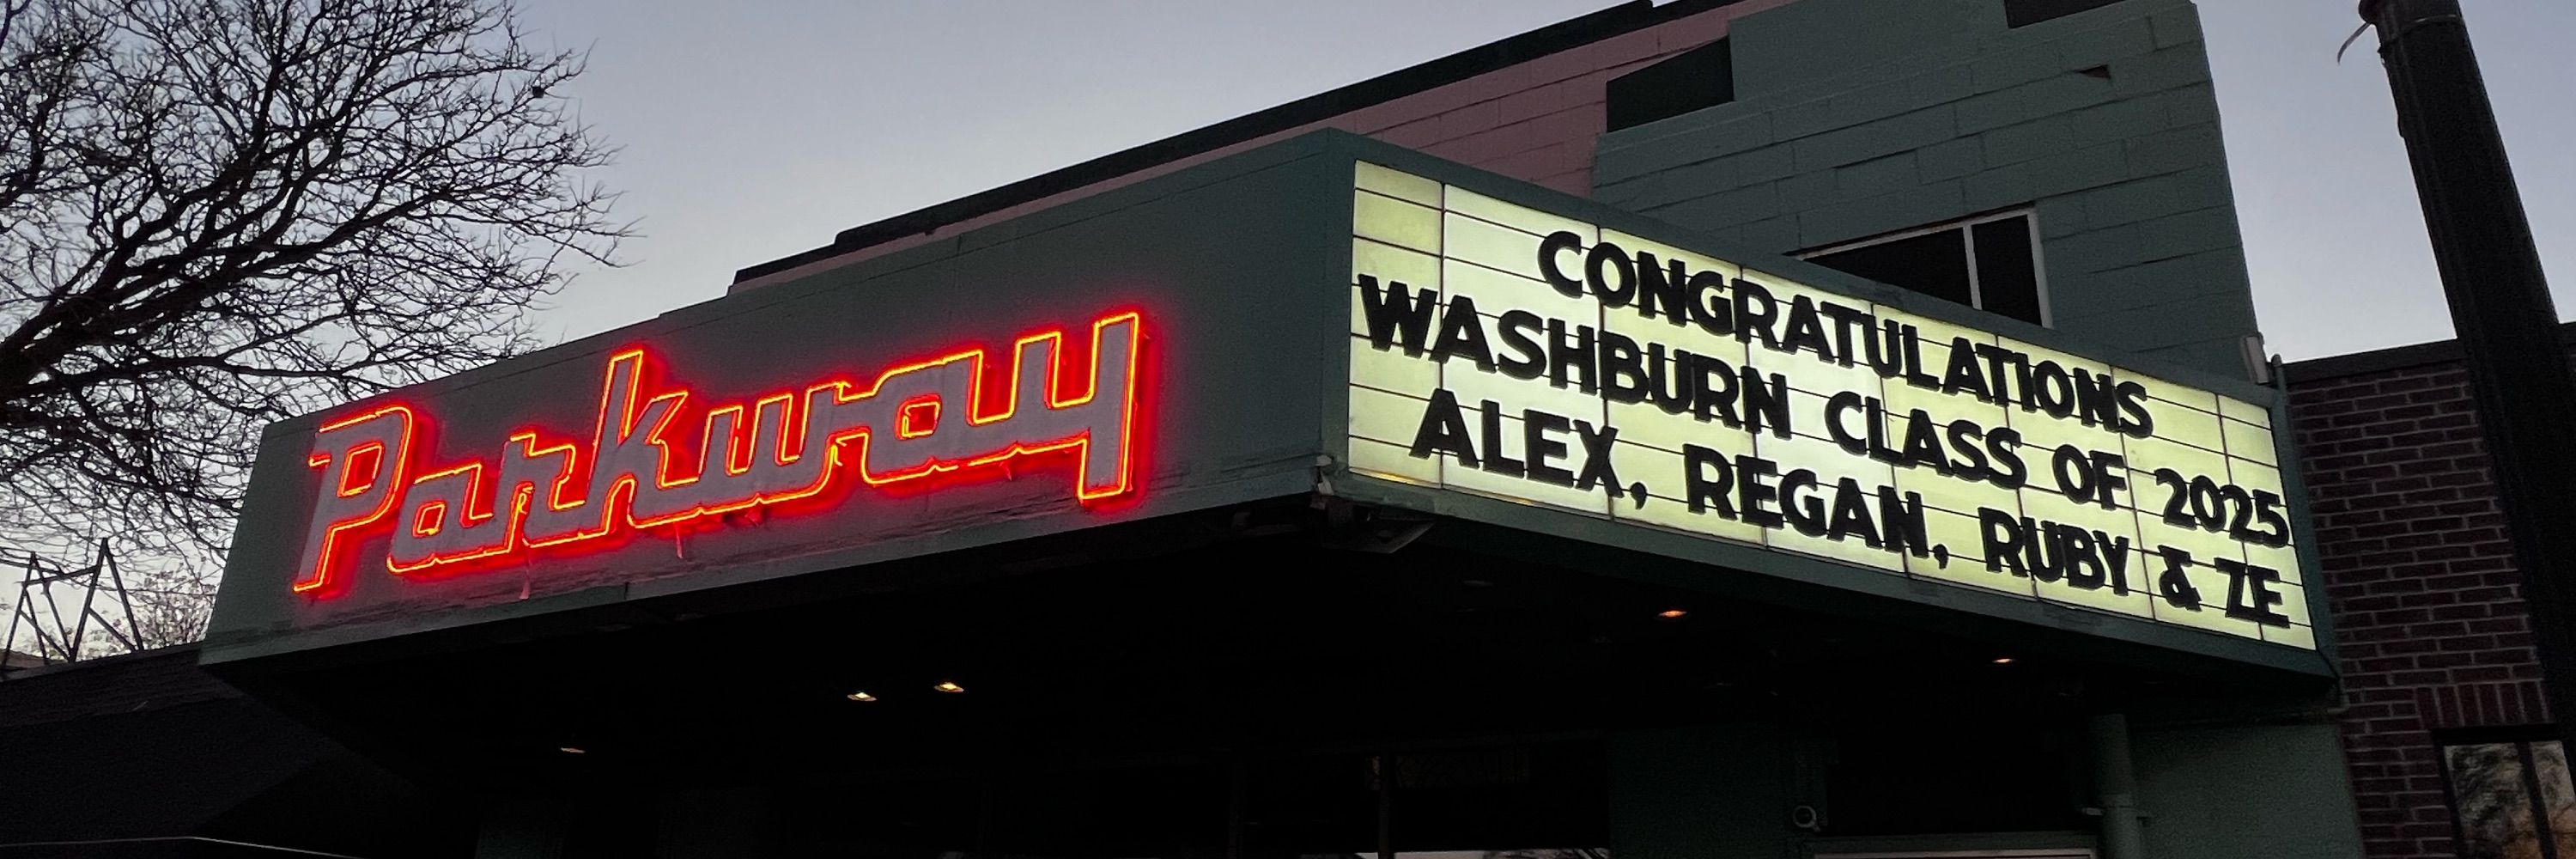 Parkway
CONGRATULATIONS
WASHBURN CLASS OF 2025
ALEX, REGAN, RUBY & ZE